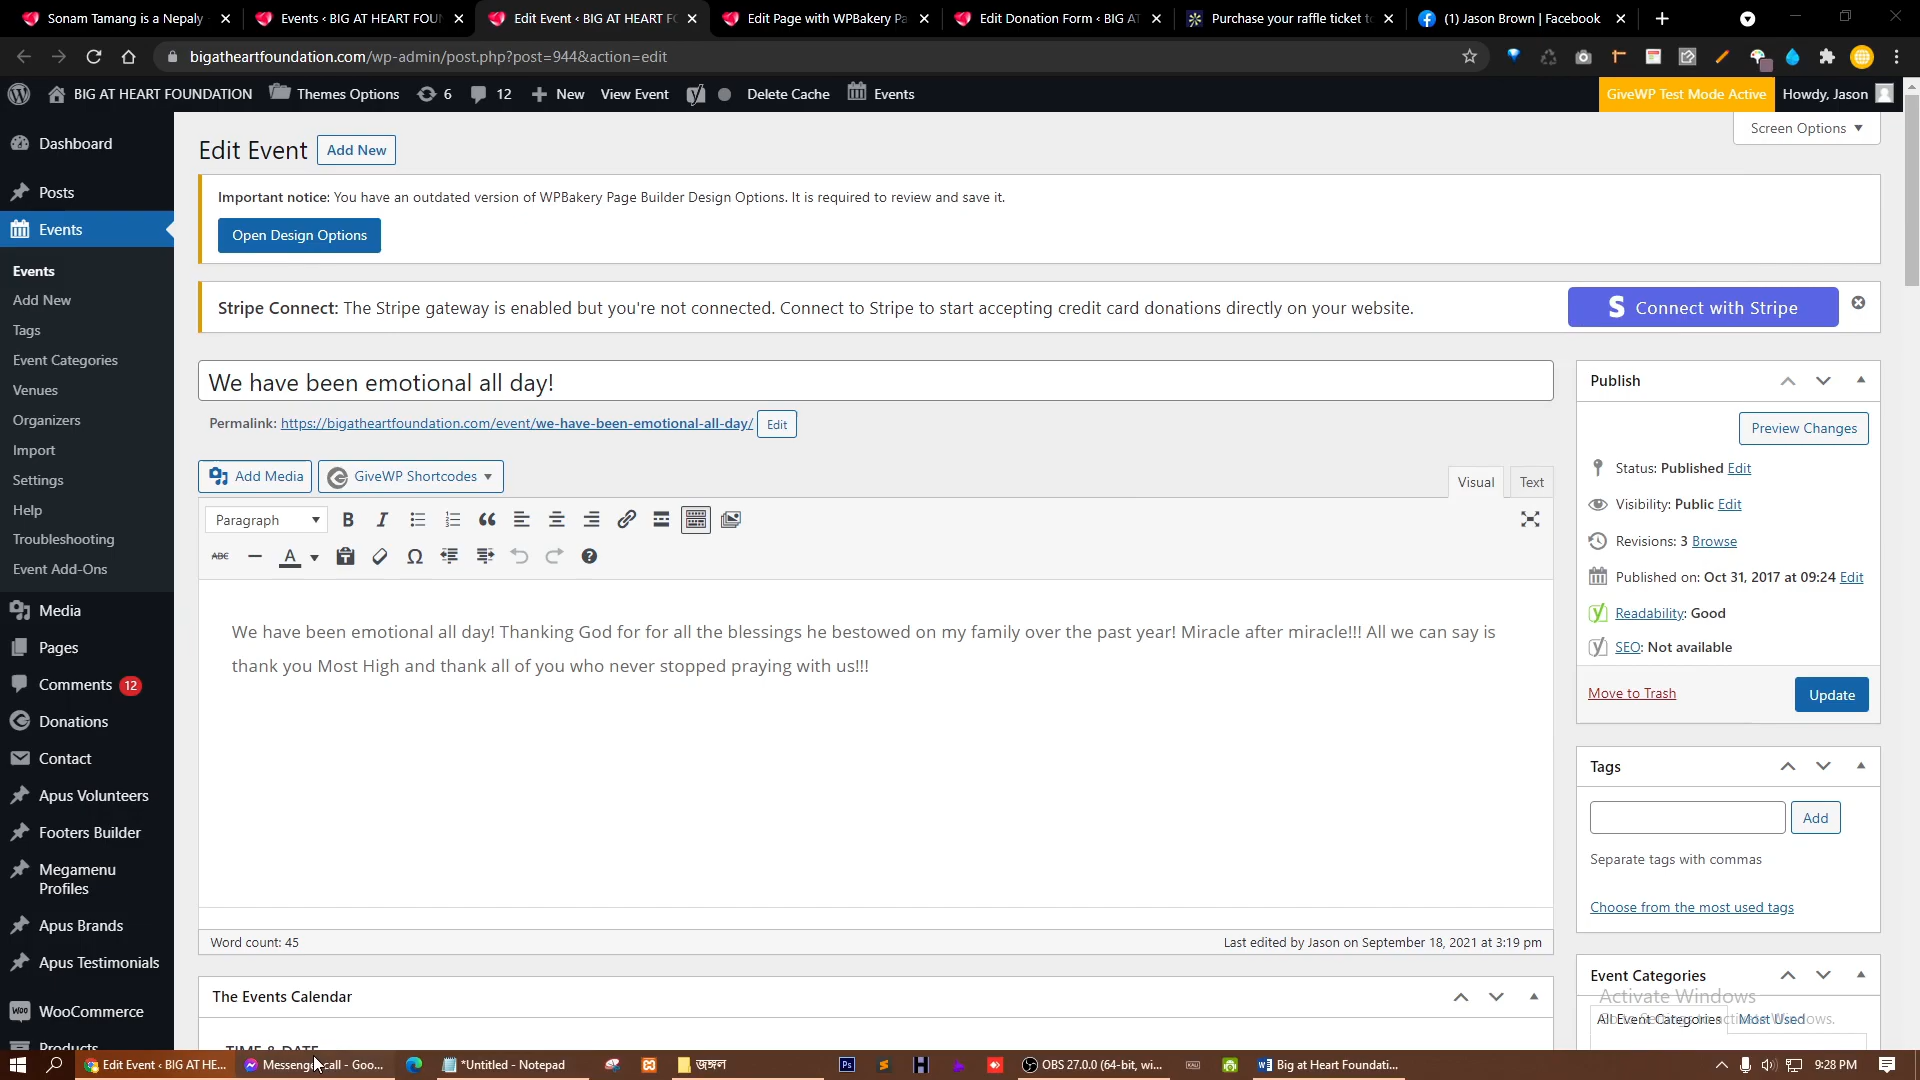 Sonam Tamang is a Nepaly
Events ‹ BIG AT HEART FOUN
Edit Event ‹ BIG AT HEART F
Edit Page with WPBakery Pa
Edit Donation Form ‹ BIG AT
Purchase your raffle ticket to
(1) Jason Brown | Facebook
bigatheartfoundation.com/wp-admin/post.php?post=944&action=edit
BIG AT HEART FOUNDATION
Themes Options
6
12
New
View Event
Delete Cache
Events
GiveWP Test Mode Active
Howdy, Jason
Screen Options
Dashboard
Posts
Events
Events
Add New
Tags
Event Categories
Venues
Organizers
Import
Settings
Help
Troubleshooting
Event Add-Ons
Media
Pages
Comments 12
Donations
Contact
Apus Volunteers
Footers Builder
Megamenu
Profiles
Apus Brands
Apus Testimonials
WooCommerce
Products
Edit Event
Add New
Important notice: You have an outdated version of WPBakery Page Builder Design Options. It is required to review and save it.
Open Design Options
Stripe Connect: The Stripe gateway is enabled but you're not connected. Connect to Stripe to start accepting credit card donations directly on your website.
Connect with Stripe
We have been emotional all day!
Permalink: https://bigatheartfoundation.com/event/we-have-been-emotional-all-day/ Edit
Add Media
GiveWP Shortcodes
Visual
Text
Paragraph
We have been emotional all day! Thanking God for for all the blessings he bestowed on my family over the past year! Miracle after miracle!!! All we can say is
thank you Most High and thank all of you who never stopped praying with us!!!
Word count: 45
Last edited by Jason on September 18, 2021 at 3:19 pm
The Events Calendar
TIME & DATE
Publish
Preview Changes
Status: Published Edit
Visibility: Public Edit
Revisions: 3 Browse
Published on: Oct 31, 2017 at 09:24 Edit
Readability: Good
SEO: Not available
Move to Trash
Update
Tags
Add
Separate tags with commas
Choose from the most used tags
Event Categories
Activate Windows
All Event Categories
Most Used
Edit Event ‹ BIG AT HE...
Messenger call - Goo...
*Untitled - Notepad
জঙ্গল
OBS 27.0.0 (64-bit, wi...
Big at Heart Foundati...
9:28 PM